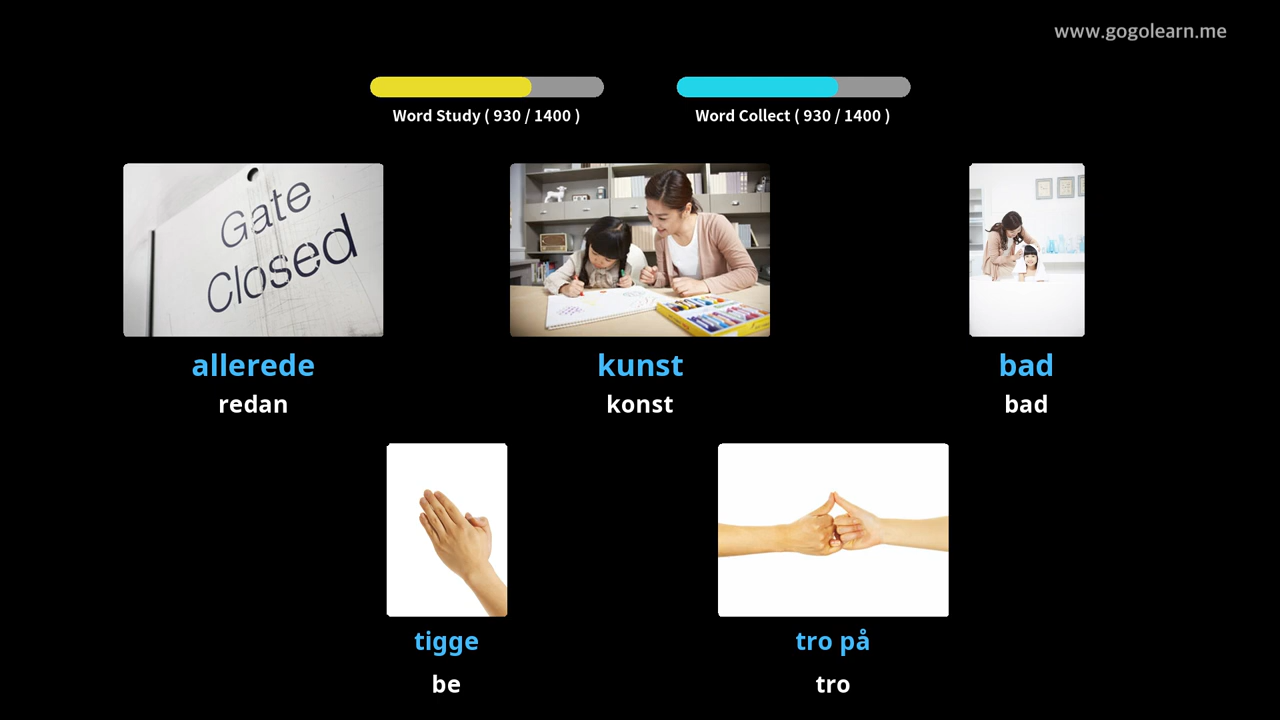 www.gogolearn.me
Word Study ( 930 / 1400 )
Word Collect ( 930 / 1400 )
Gate
Closed
allerede
kunst
bad
redan
konst
bad
tigge
tro på
be
tro